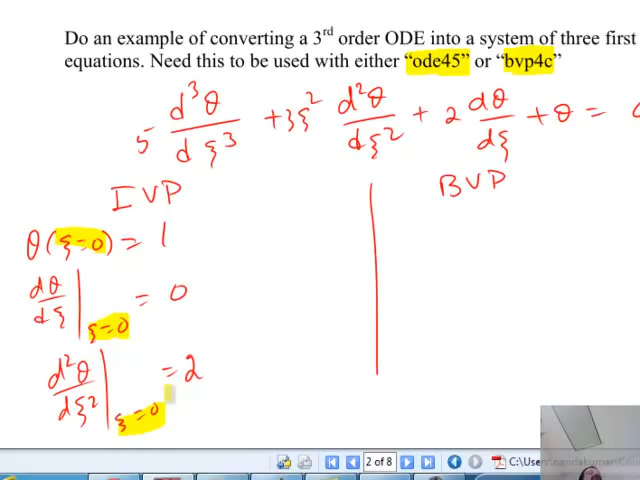 Do an example of converting a 3rd order ODE into a system of three first
equations. Need this to be used with either “ode45” or “bvp4c”
5 d³θ/dξ³ + 3ξ² d²θ/dξ² + 2 dθ/dξ + θ =
IVP
BVP
θ(ξ=0) = 1
dθ/dξ |ξ=0 = 0
d²θ/dξ² |ξ=0 = 2
2 of 8